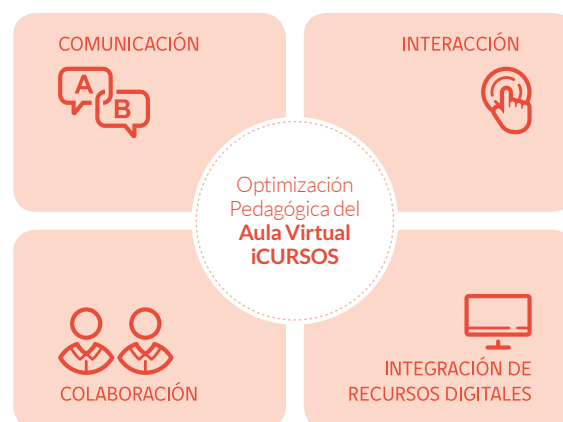 COMUNICACIÓN
INTERACCIÓN
A
B
Optimización
Pedagógica del
Aula Virtual
iCURSOS
COLABORACIÓN
INTEGRACIÓN DE
RECURSOS DIGITALES